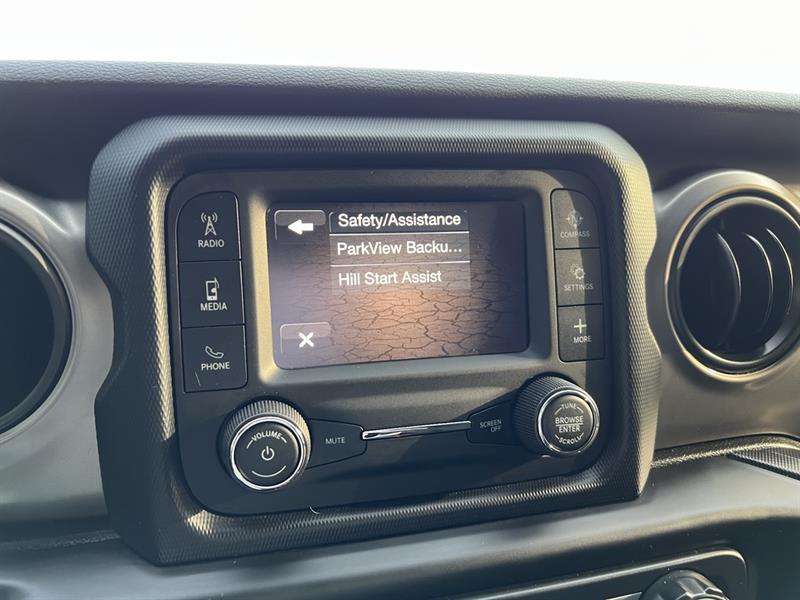 RADIO
MEDIA
PHONE
Safety/Assistance
ParkView Backu...
Hill Start Assist
COMPASS
SETTINGS
MORE
VOLUME
MUTE
SCREEN
OFF
TUNE
BROWSE
ENTER
SCROLL